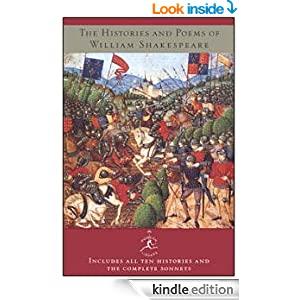 LOOK INSIDE!
THE HISTORIES AND POEMS OF
WILLIAM SHAKESPEARE
INCLUDES ALL TEN HISTORIES AND
THE COMPLETE SONNETS
kindle edition